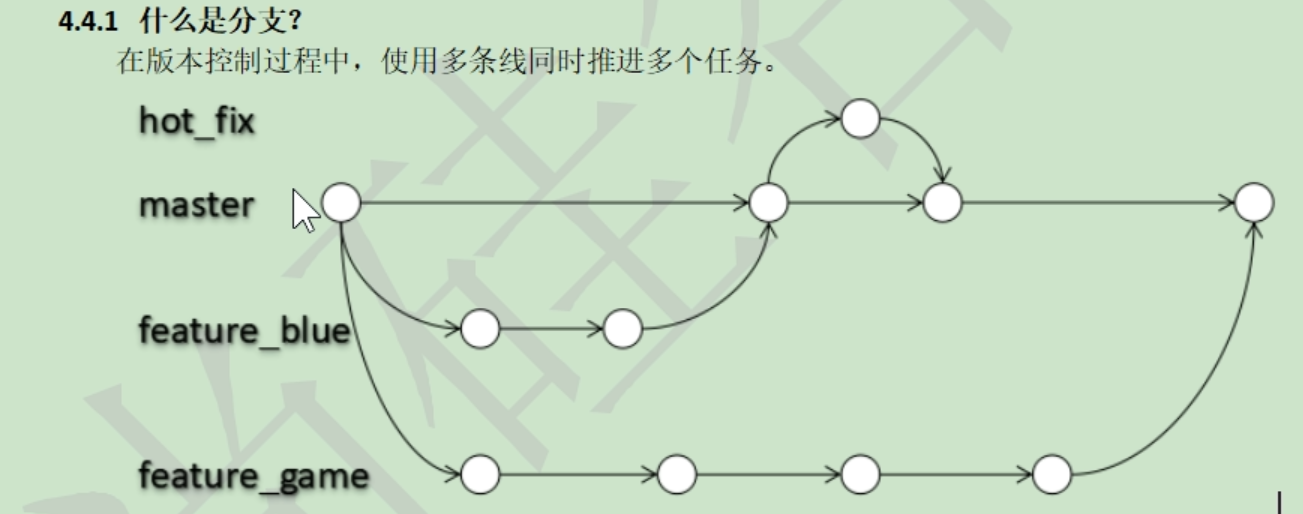 4.4.1 什么是分支？
在版本控制过程中，使用多条线同时推进多个任务。
hot_fix
master
feature_blue
feature_game